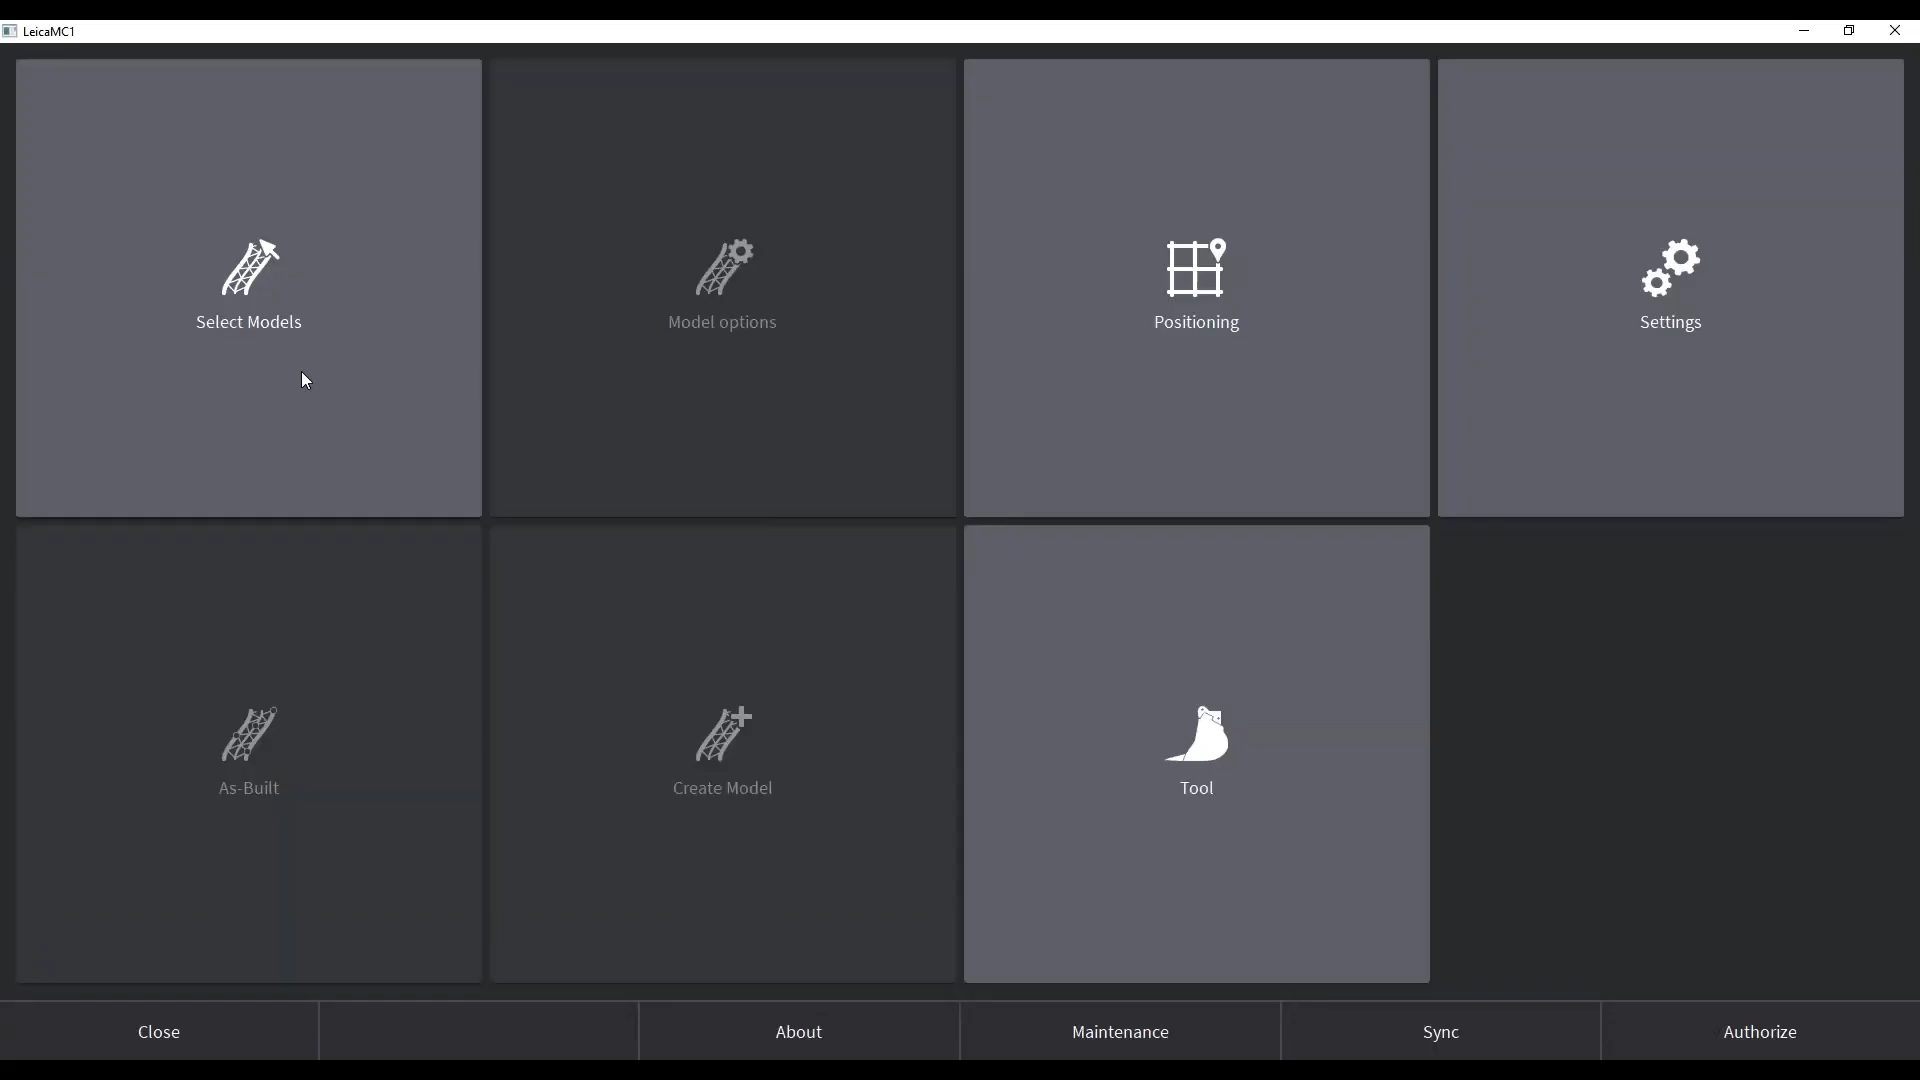 LeicaMC1
Select Models
Model options
Positioning
Settings
As-Built
Create Model
Tool
Close
About
Maintenance
Sync
Authorize